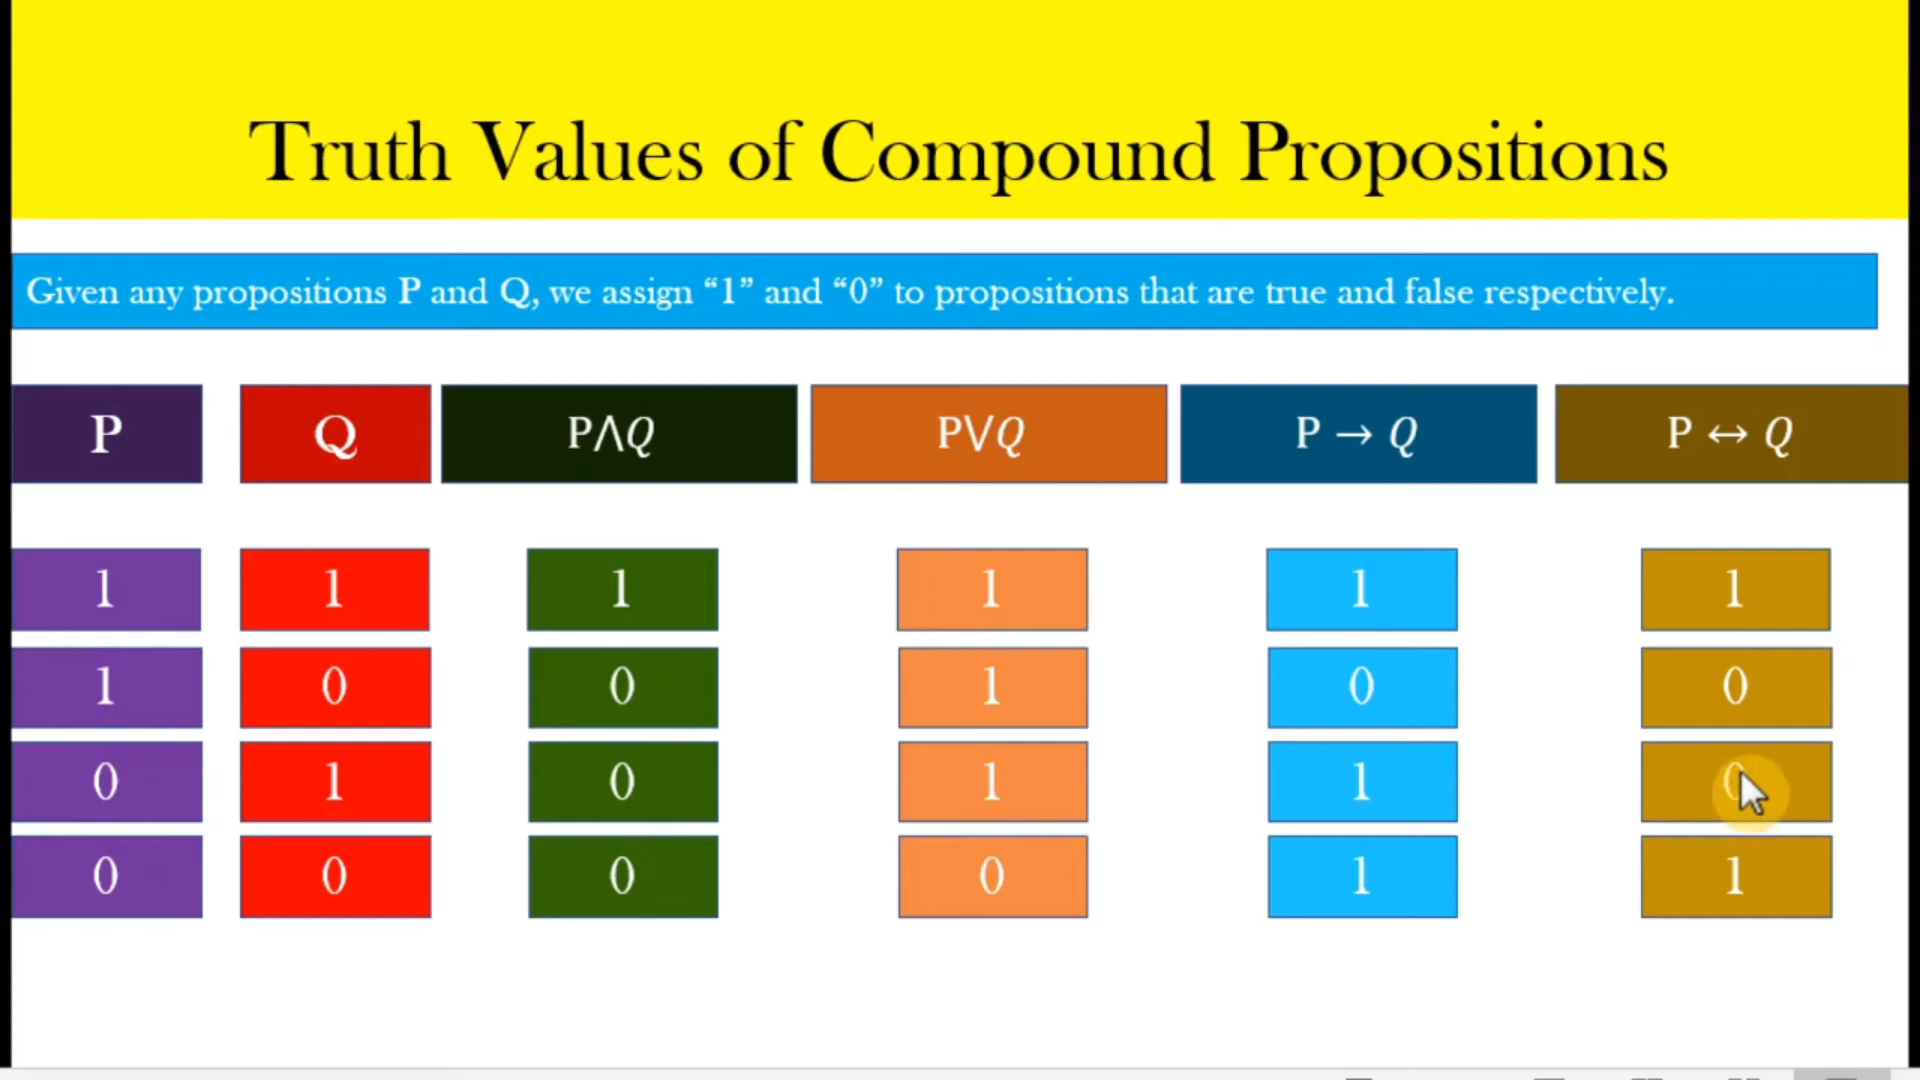 Truth Values of Compound Propositions
Given any propositions P and Q, we assign “1” and “0” to propositions that are true and false respectively.
P Q P⋀Q P⋁Q P → Q P ↔ Q
1 1 1 1 1 1
1 0 0 1 0 0
0 1 0 1 1 0
0 0 0 0 1 1